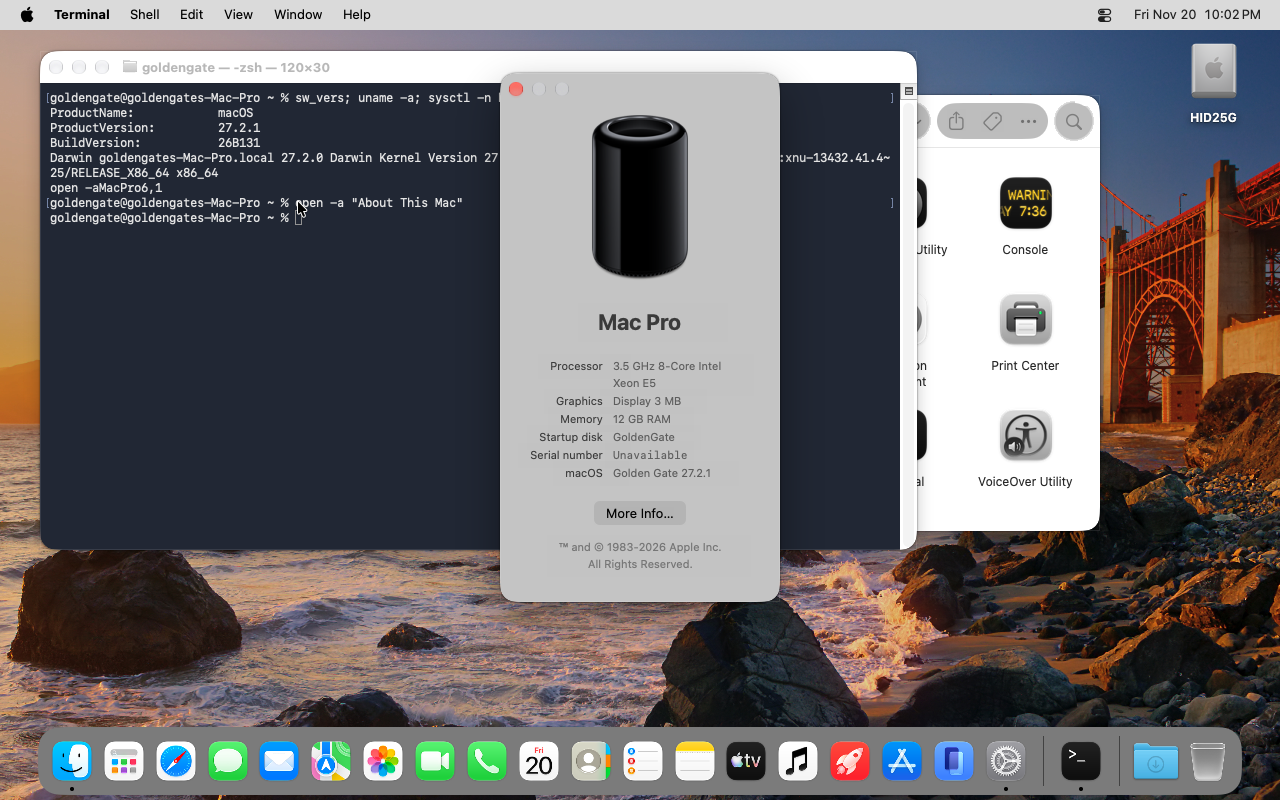 Terminal Shell Edit View Window Help
Fri Nov 20 10:02 PM
goldengate — -zsh — 120×30
[goldengate@goldengates-Mac-Pro ~ % sw_vers; uname -a; sysctl -n ]
ProductName: macOS
ProductVersion: 27.2.1
BuildVersion: 26B131
Darwin goldengates-Mac-Pro.local 27.2.0 Darwin Kernel Version 27 :xnu-13432.41.4~
25/RELEASE_X86_64 x86_64
open -aMacPro6,1
[goldengate@goldengates-Mac-Pro ~ % open -a "About This Mac" ]
goldengate@goldengates-Mac-Pro ~ %
Mac Pro
Processor 3.5 GHz 8-Core Intel
Xeon E5
Graphics Display 3 MB
Memory 12 GB RAM
Startup disk GoldenGate
Serial number Unavailable
macOS Golden Gate 27.2.1
More Info...
™ and © 1983-2026 Apple Inc.
All Rights Reserved.
WARNIN
AY 7:36
Utility
Console
Print Center
VoiceOver Utility
HID25G
Fri
20
tv
>_